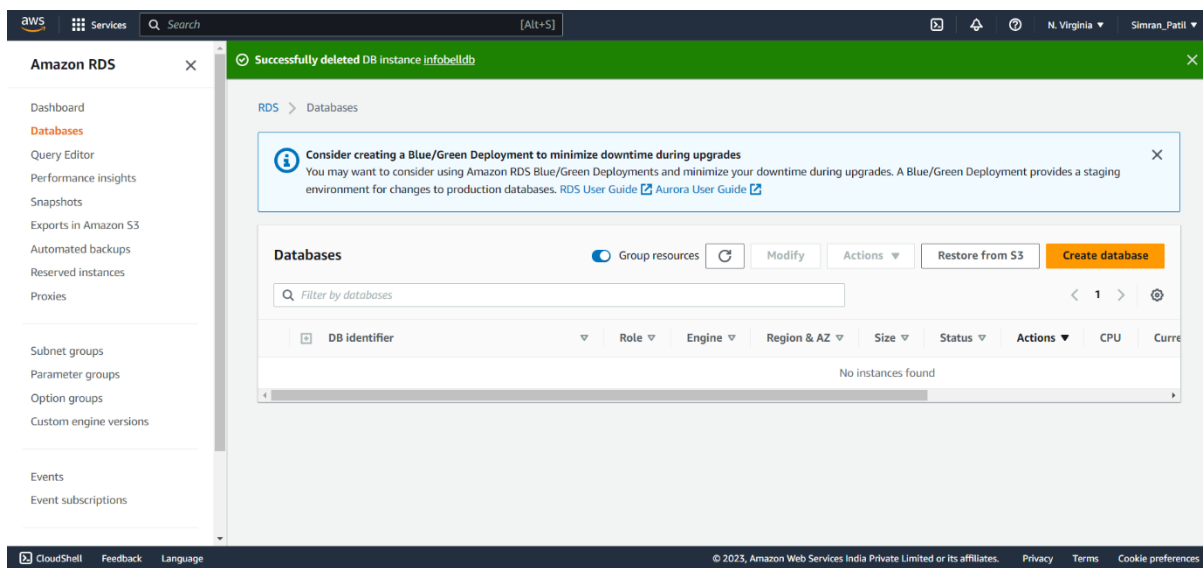 aws
Services
Search
[Alt+S]
N. Virginia
Simran_Patil
Amazon RDS
Dashboard
Databases
Query Editor
Performance insights
Snapshots
Exports in Amazon S3
Automated backups
Reserved instances
Proxies
Subnet groups
Parameter groups
Option groups
Custom engine versions
Events
Event subscriptions
Successfully deleted DB instance infobelldb
RDS > Databases
Consider creating a Blue/Green Deployment to minimize downtime during upgrades
You may want to consider using Amazon RDS Blue/Green Deployments and minimize your downtime during upgrades. A Blue/Green Deployment provides a staging
environment for changes to production databases. RDS User Guide Aurora User Guide
Databases
Group resources
Modify
Actions
Restore from S3
Create database
Filter by databases
1
DB identifier Role Engine Region & AZ Size Status Actions CPU Curre
No instances found
CloudShell Feedback Language
© 2023, Amazon Web Services India Private Limited or its affiliates. Privacy Terms Cookie preferences